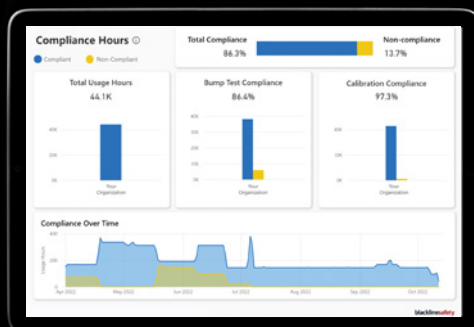 Compliance Hours
Compliant
Non-Compliant
Total Compliance
86.3%
Non-compliance
13.7%
Total Usage Hours
44.1K
40K
20K
0K
Your
Organization
Bump Test Compliance
86.4%
40K
30K
20K
10K
0K
Your
Organization
Calibration Compliance
97.3%
40K
0K
Your
Organization
Compliance Over Time
Usage Hours
400
200
0
Apr 2022
May 2022
Jun 2022
Jul 2022
Aug 2022
Sep 2022
Oct 2022
blacklinesafety